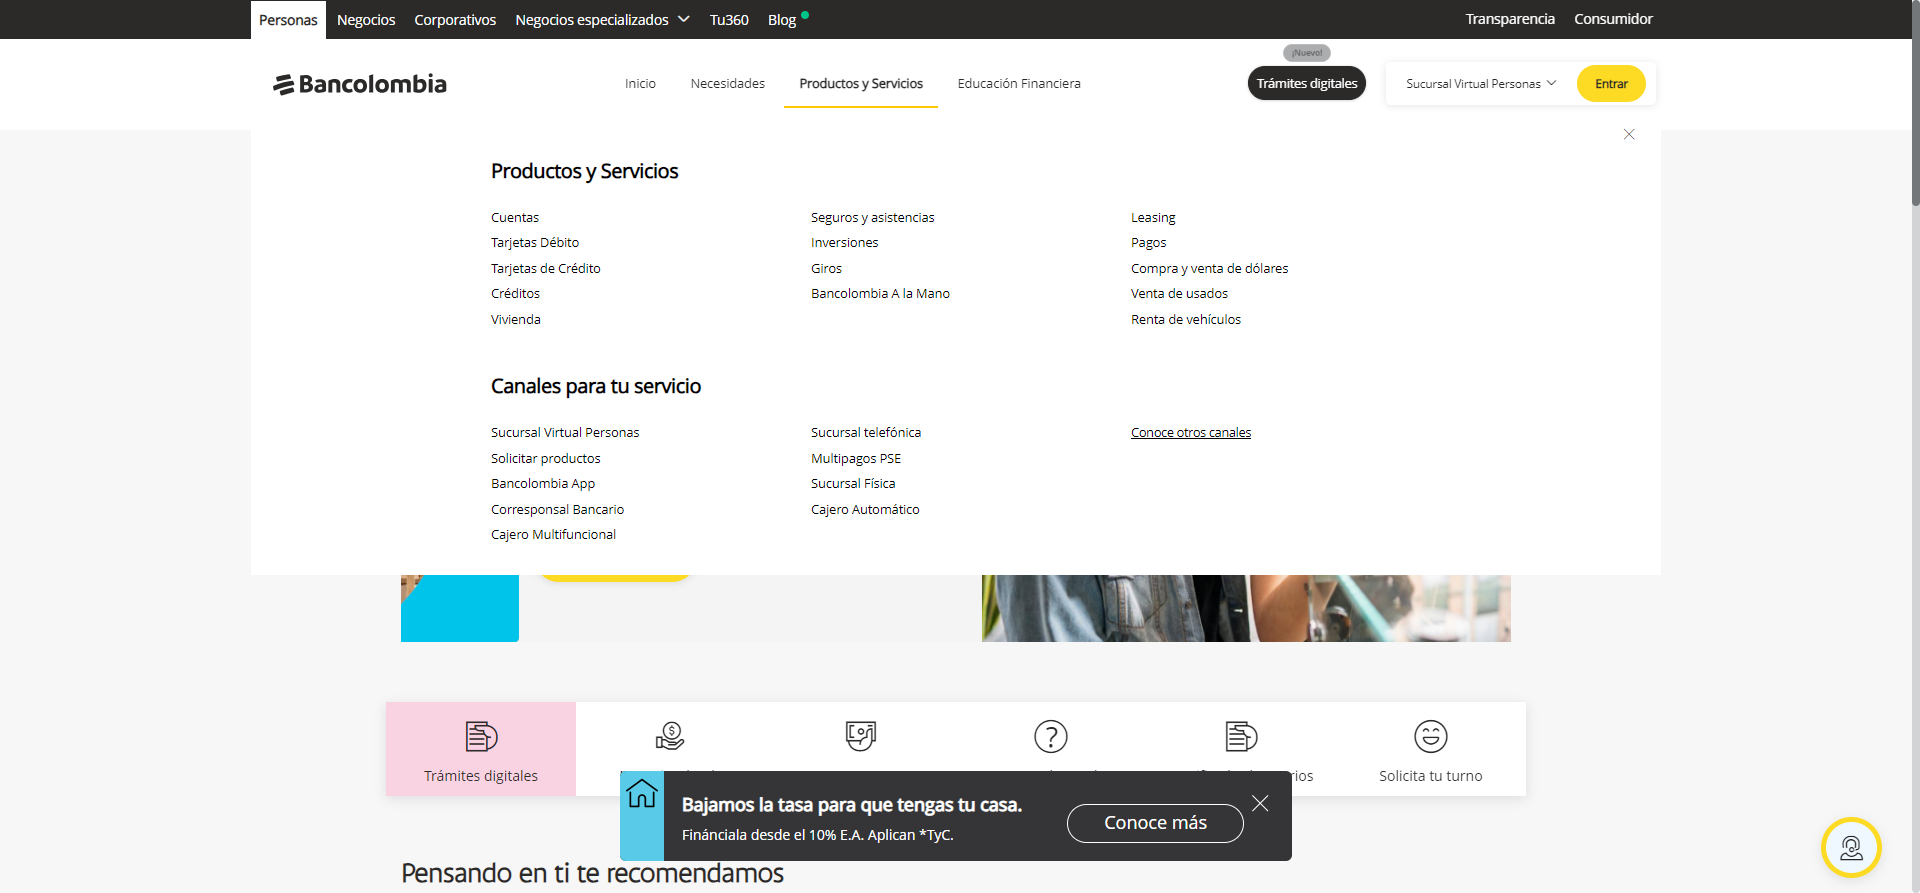 Personas
Negocios
Corporativos
Negocios especializados
Tu360
Blog
Transparencia
Consumidor
Bancolombia
Inicio
Necesidades
Productos y Servicios
Educación Financiera
¡Nuevo!
Trámites digitales
Sucursal Virtual Personas
Entrar
Productos y Servicios
Cuentas
Tarjetas Débito
Tarjetas de Crédito
Créditos
Vivienda
Seguros y asistencias
Inversiones
Giros
Bancolombia A la Mano
Leasing
Pagos
Compra y venta de dólares
Venta de usados
Renta de vehículos
Canales para tu servicio
Sucursal Virtual Personas
Solicitar productos
Bancolombia App
Corresponsal Bancario
Cajero Multifuncional
Sucursal telefónica
Multipagos PSE
Sucursal Física
Cajero Automático
Conoce otros canales
Trámites digitales
Solicita tu turno
Bajamos la tasa para que tengas tu casa.
Fináncialа desde el 10% E.A. Aplican *TyC.
Conoce más
Pensando en ti te recomendamos